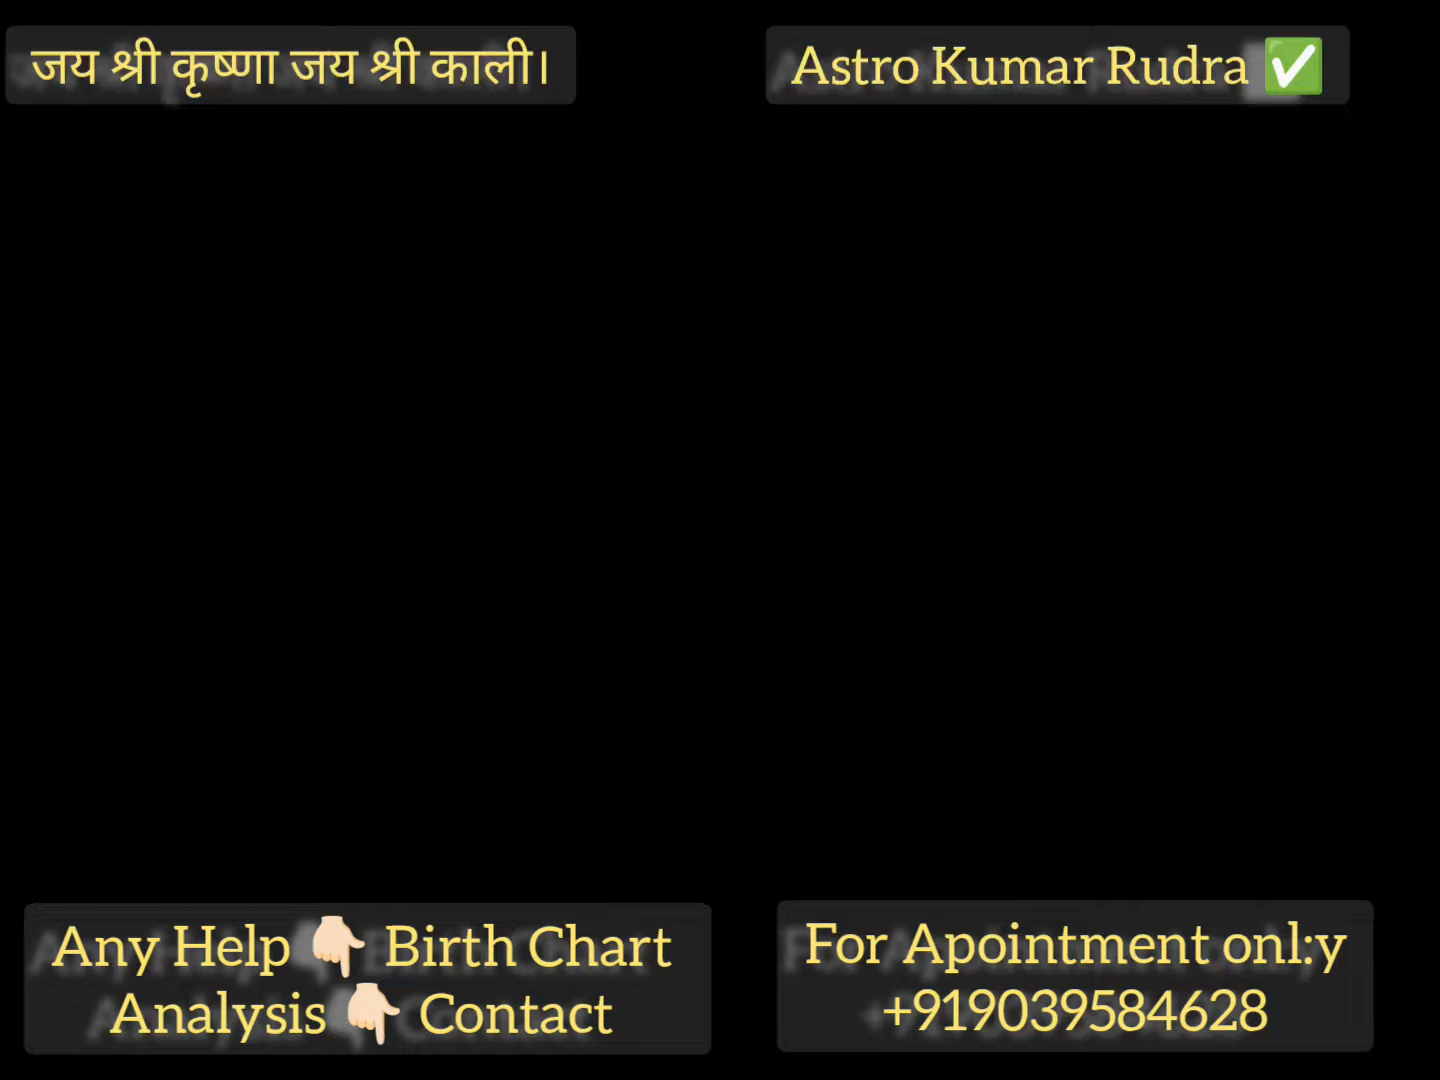 जय श्री कृष्णा जय श्री काली।
Astro Kumar Rudra ✅
Any Help 👇🏻 Birth Chart
Analysis 👇🏻 Contact
For Apointment onl:y
+919039584628